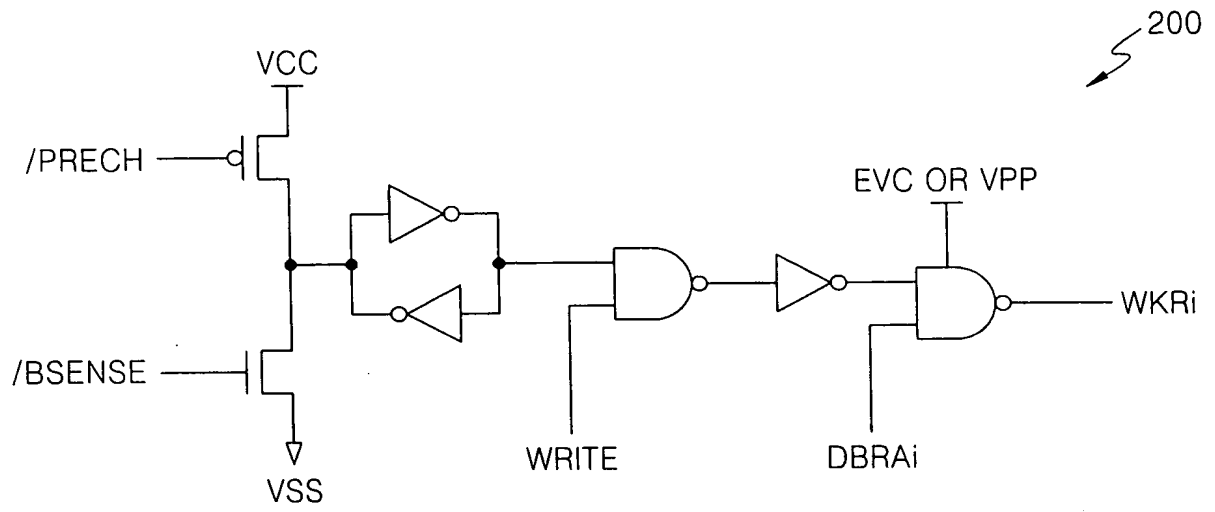 200
VCC
/PRECH
EVC OR VPP
WKRi
/BSENSE
WRITE
DBRAi
VSS